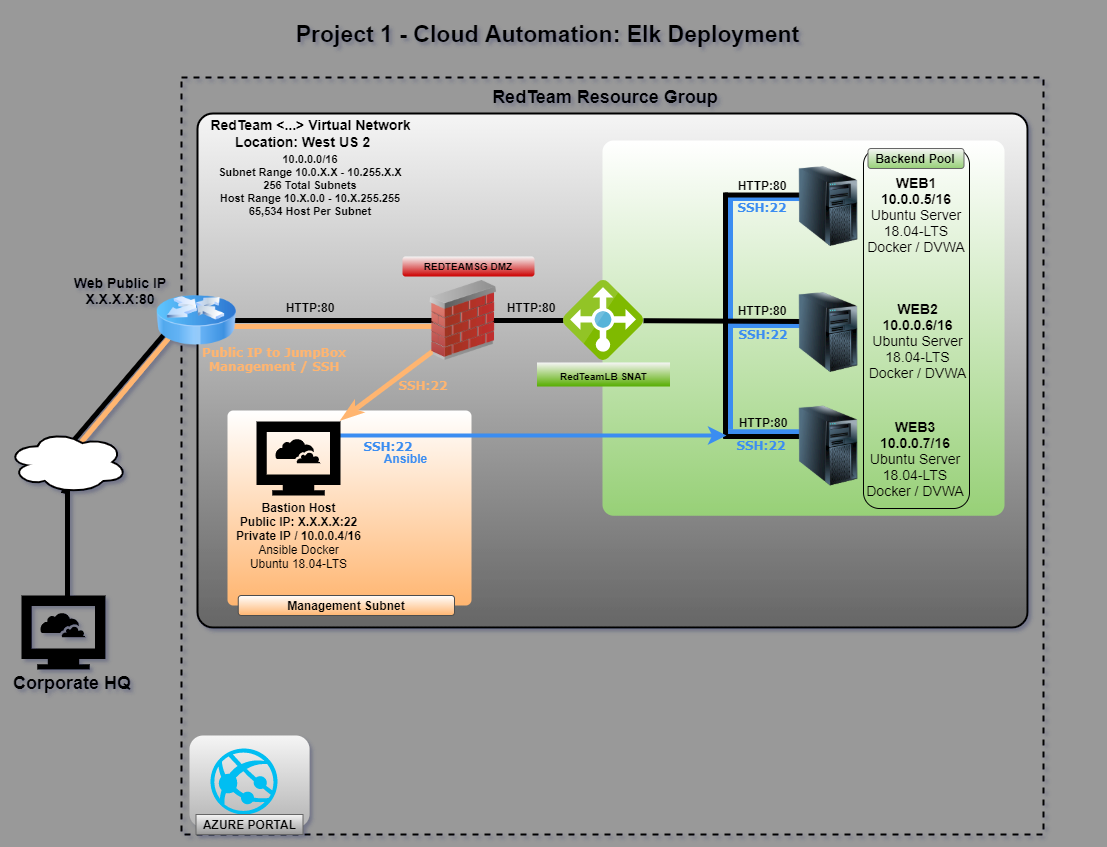 Project 1 - Cloud Automation: Elk Deployment
RedTeam Resource Group
RedTeam <...> Virtual Network
Location: West US 2
10.0.0.0/16
Subnet Range 10.0.X.X - 10.255.X.X
256 Total Subnets
Host Range 10.X.0.0 - 10.X.255.255
65,534 Host Per Subnet
Backend Pool
WEB1
10.0.0.5/16
Ubuntu Server
18.04-LTS
Docker / DVWA
HTTP:80
SSH:22
REDTEAMSG DMZ
Web Public IP
X.X.X.X:80
HTTP:80
HTTP:80
HTTP:80
SSH:22
WEB2
10.0.0.6/16
Ubuntu Server
18.04-LTS
Docker / DVWA
Public IP to JumpBox
Management / SSH
SSH:22
RedTeamLB SNAT
HTTP:80
SSH:22
WEB3
10.0.0.7/16
Ubuntu Server
18.04-LTS
Docker / DVWA
SSH:22
Ansible
Bastion Host
Public IP: X.X.X.X:22
Private IP / 10.0.0.4/16
Ansible Docker
Ubuntu 18.04-LTS
Management Subnet
Corporate HQ
AZURE PORTAL